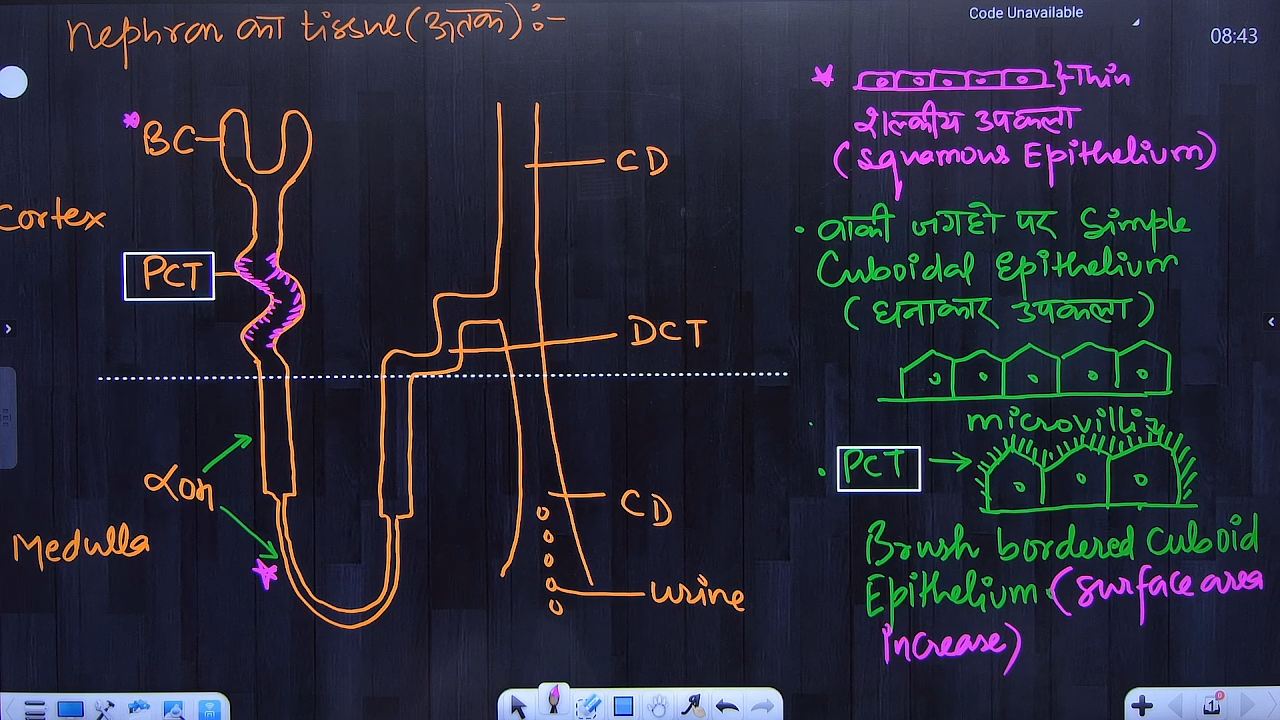 Code Unavailable
08:43
nephron का tissue (ऊतक) :-
BC
Cortex
PCT
CD
DCT
Medulla
CD
urine
Thin
शल्कीय उपकला
(Squamous Epithelium)
बाकी जगहो पर Simple
Cuboidal Epithelium
(घनाकार उपकला)
microvilli
PCT
Brush bordered Cuboid
Epithelium. (surface area
increase)